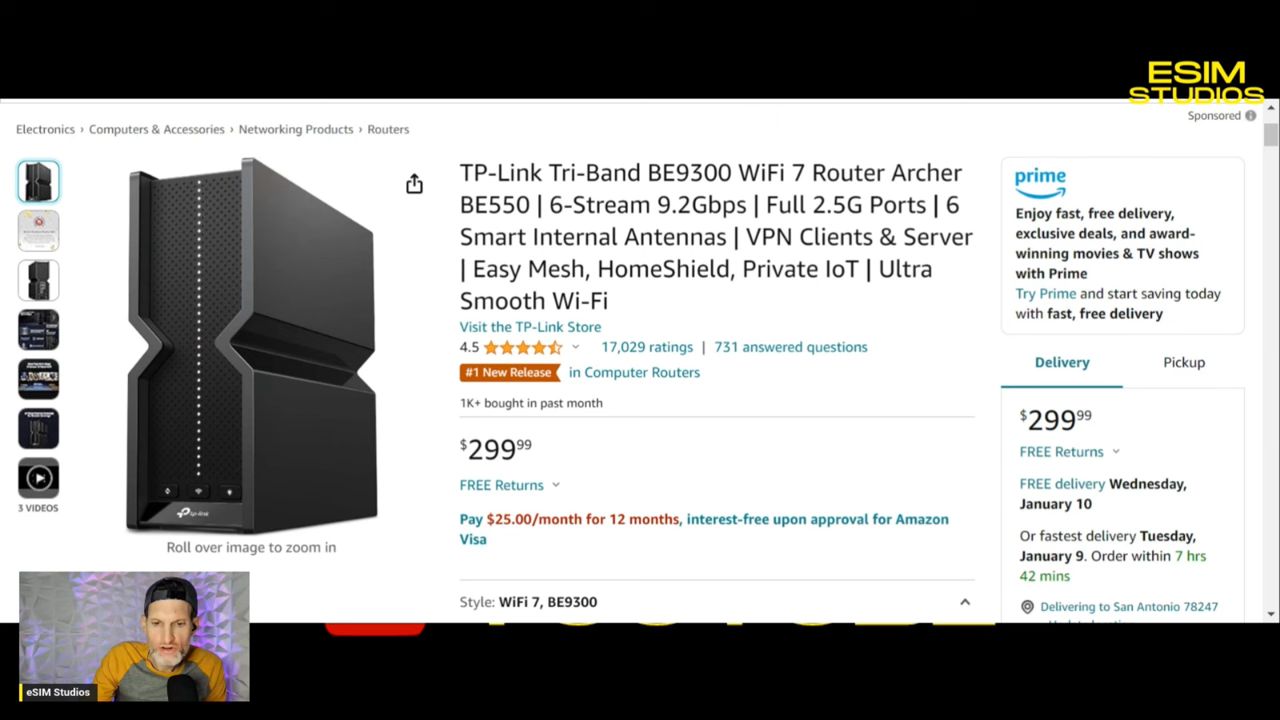 ESIM
STUDIOS
Sponsored
Electronics › Computers & Accessories › Networking Products › Routers
TP-Link Tri-Band BE9300 WiFi 7 Router Archer
BE550 | 6-Stream 9.2Gbps | Full 2.5G Ports | 6
Smart Internal Antennas | VPN Clients & Server
| Easy Mesh, HomeShield, Private IoT | Ultra
Smooth Wi-Fi
Visit the TP-Link Store
4.5 17,029 ratings | 731 answered questions
#1 New Release in Computer Routers
1K+ bought in past month
$299.99
FREE Returns
Pay $25.00/month for 12 months, interest-free upon approval for Amazon
Visa
Style: WiFi 7, BE9300
tp-link
3 VIDEOS
Roll over image to zoom in
prime
Enjoy fast, free delivery,
exclusive deals, and award-
winning movies & TV shows
with Prime
Try Prime and start saving today
with fast, free delivery
Delivery Pickup
$299.99
FREE Returns
FREE delivery Wednesday,
January 10
Or fastest delivery Tuesday,
January 9. Order within 7 hrs
42 mins
Delivering to San Antonio 78247
eSIM Studios